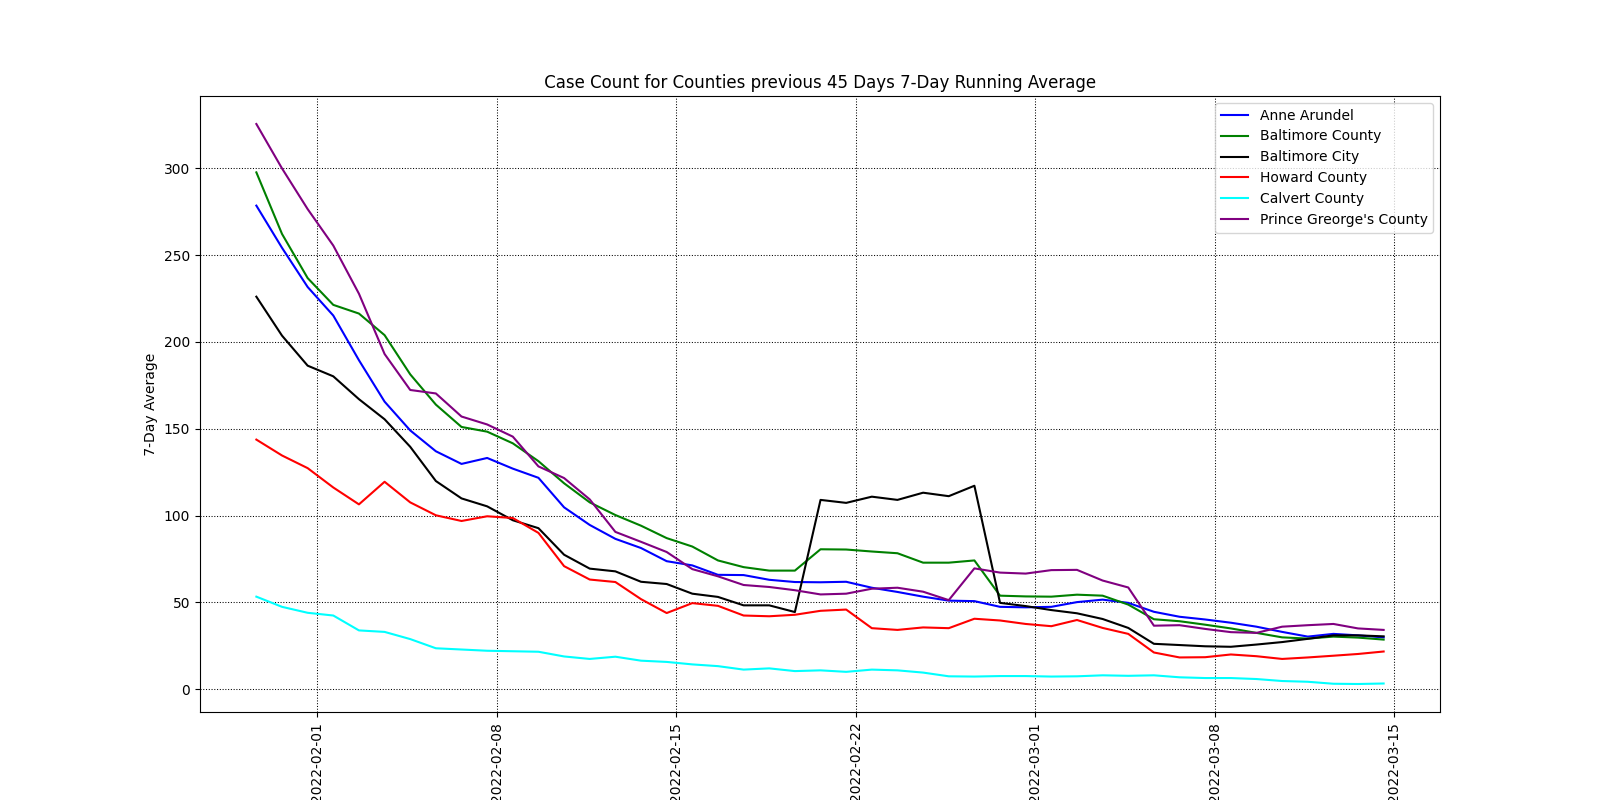 Case Count for Counties previous 45 Days 7-Day Running Average
Anne Arundel
Baltimore County
Baltimore City
Howard County
Calvert County
Prince Greorge's County
7-Day Average
300
250
200
150
100
50
0
2022-02-01
2022-02-08
2022-02-15
2022-02-22
2022-03-01
2022-03-08
2022-03-15